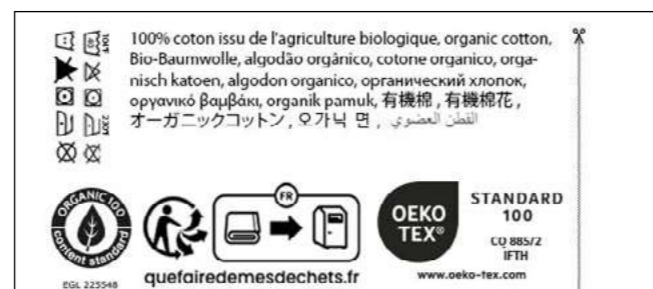 100% coton issu de l'agriculture biologique, organic cotton,
Bio-Baumwolle, algodão orgânico, cotone organico, orga-
nisch katoen, algodon organico, органический хлопок,
οργανικό βαμβάκι, organik pamuk, 有機棉 , 有機棉花 ,
オーガニックコットン , 오가닉 면 , القطن العضوي
ORGANIC 100
content standard
EGL 225548
FR
quefairedemesdechets.fr
OEKO
TEX®
STANDARD
100
CQ 885/2
IFTH
www.oeko-tex.com